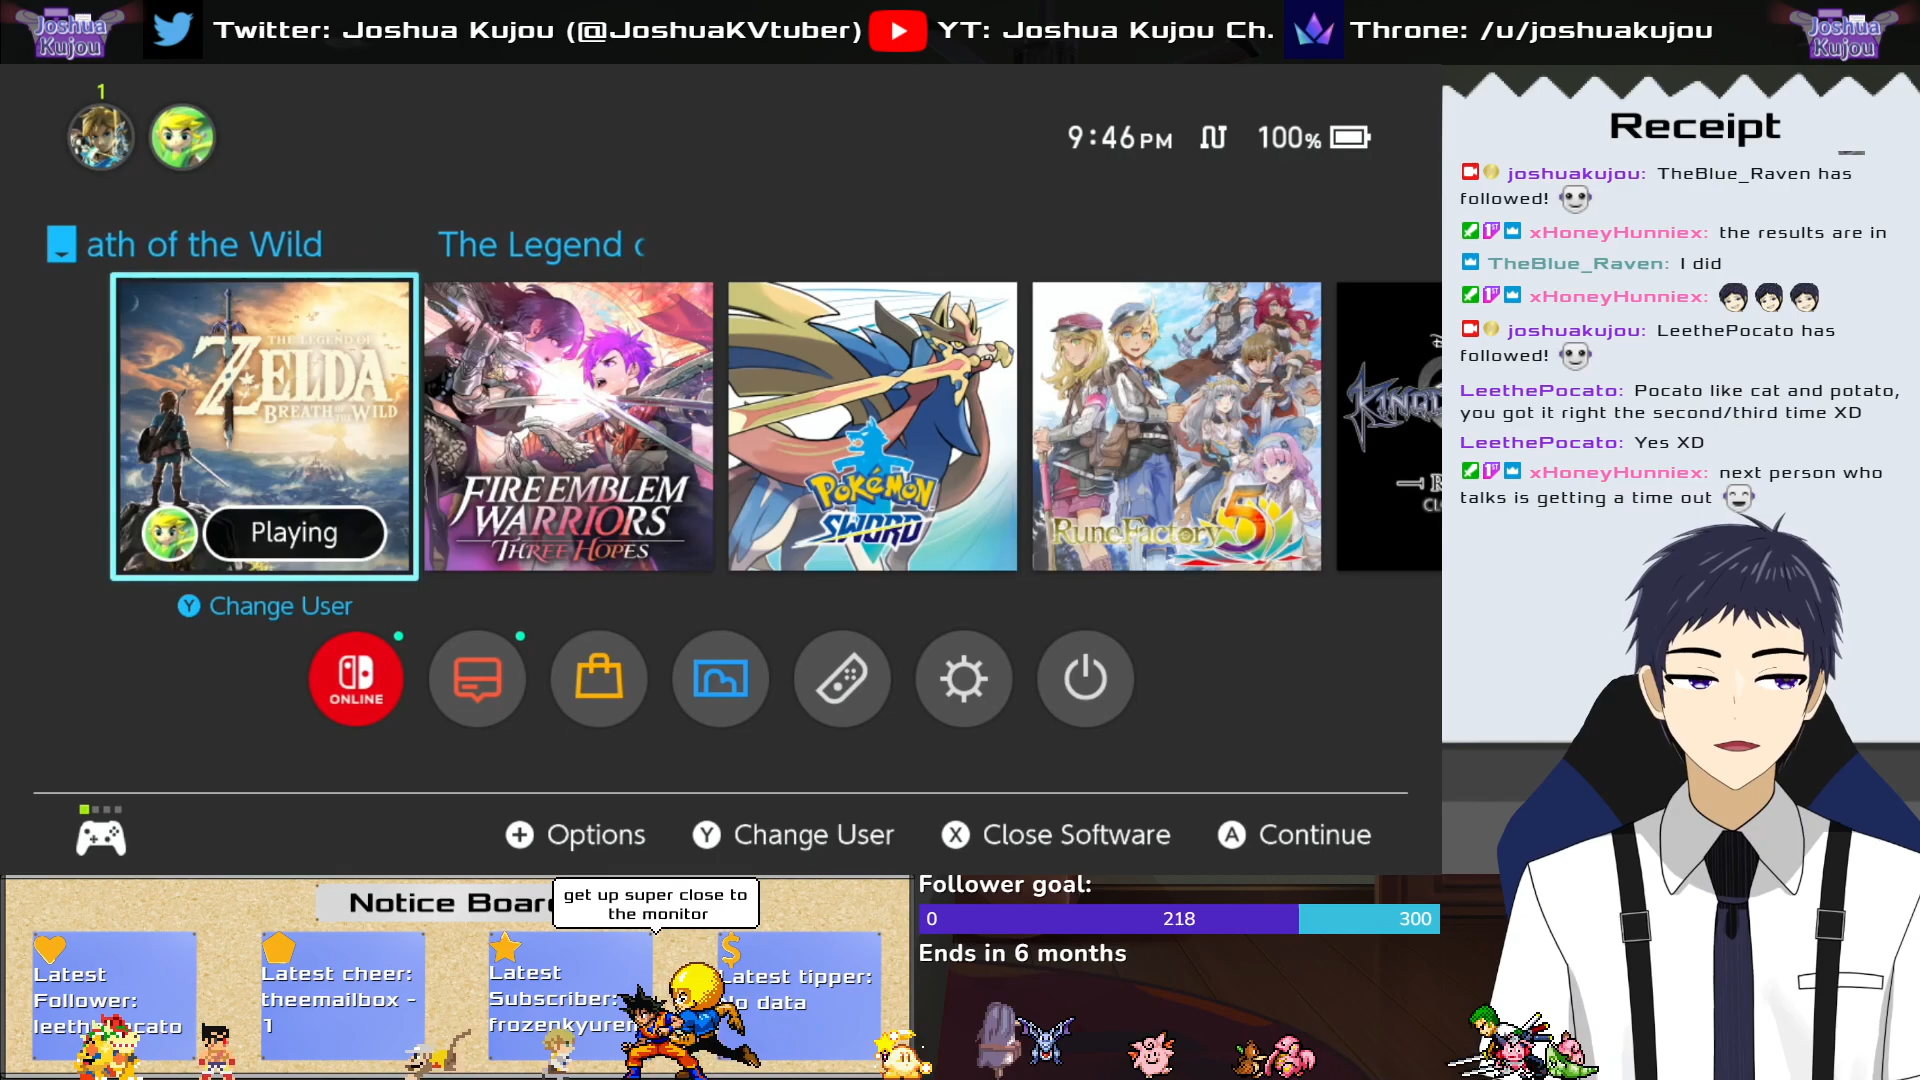 Joshua
Kujou
Twitter: Joshua Kujou (@JoshuaKVtuber)
YT: Joshua Kujou Ch.
Throne: /u/joshuakujou
Joshua
Kujou
1
9:46 PM
100%
ath of the Wild
The Legend
THE LEGEND OF
ZELDA
BREATH OF THE WILD
Playing
FIRE EMBLEM
WARRIORS
THREE HOPES
POKéMON
SWORD
Rune Factory
5
Change User
ONLINE
+ Options
Y Change User
X Close Software
A Continue
Receipt
joshuakujou: TheBlue_Raven has
followed!
xHoneyHunniex: the results are in
TheBlue_Raven: I did
xHoneyHunniex:
joshuakujou: LeethePocato has
followed!
LeethePocato: Pocato like cat and potato,
you got it right the second/third time XD
LeethePocato: Yes XD
xHoneyHunniex: next person who
talks is getting a time out
Notice Boar
get up super close to
the monitor
Latest
Follower:
Latest cheer:
theemailbox -
1
Latest
Subscriber:
frozenkyurer
Latest tipper:
No data
Follower goal:
0 218 300
Ends in 6 months